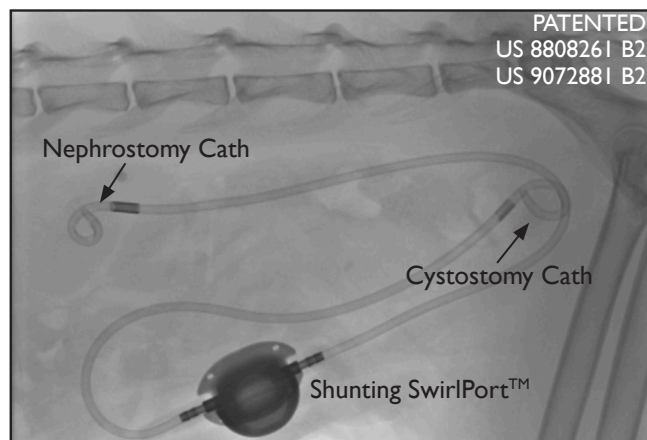 PATENTED
US 8808261 B2
US 9072881 B2
Nephrostomy Cath
Cystostomy Cath
Shunting SwirlPort™